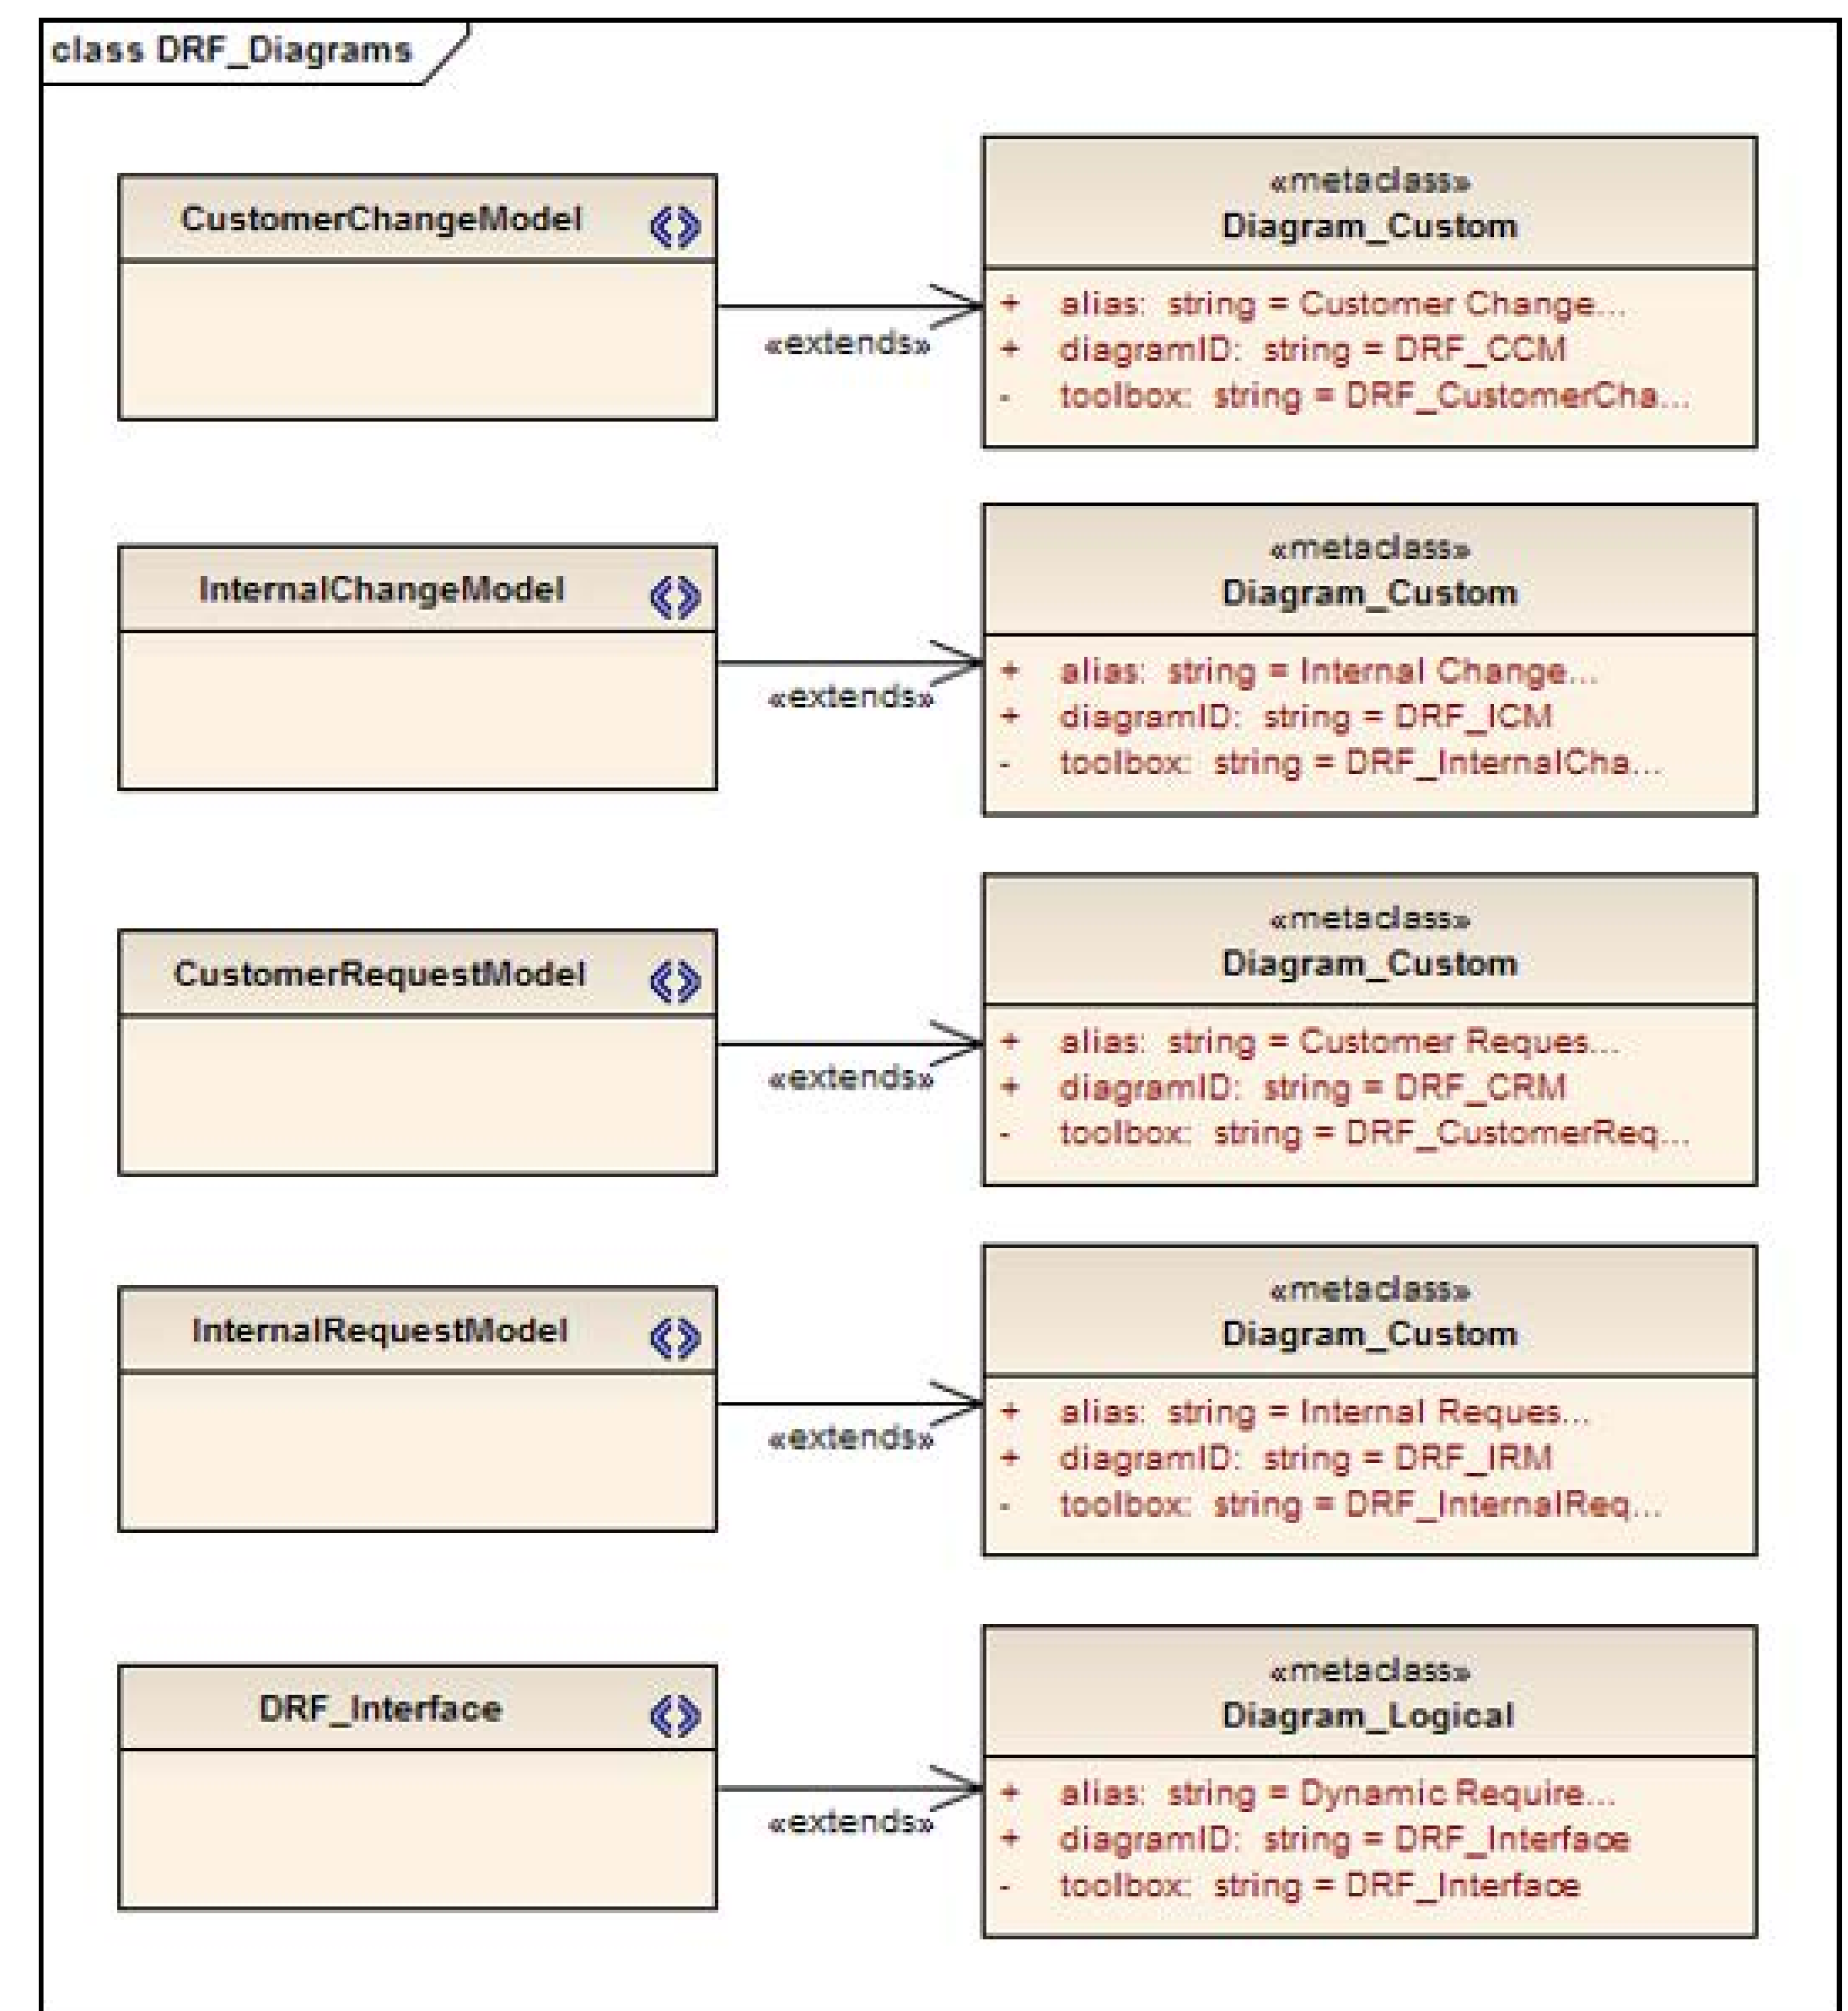 class DRF_Diagrams
CustomerChangeModel
«metaclass»
Diagram_Custom
+ alias: string = Customer Change...
+ diagramID: string = DRF_CCM
- toolbox: string = DRF_CustomerCha...
«extends»
InternalChangeModel
«metaclass»
Diagram_Custom
+ alias: string = Internal Change...
+ diagramID: string = DRF_ICM
- toolbox: string = DRF_InternalCha...
«extends»
CustomerRequestModel
«metaclass»
Diagram_Custom
+ alias: string = Customer Reques...
+ diagramID: string = DRF_CRM
- toolbox: string = DRF_CustomerReq...
«extends»
InternalRequestModel
«metaclass»
Diagram_Custom
+ alias: string = Internal Reques...
+ diagramID: string = DRF_IRM
- toolbox: string = DRF_InternalReq...
«extends»
DRF_Interface
«metaclass»
Diagram_Logical
+ alias: string = Dynamic Require...
+ diagramID: string = DRF_Interface
- toolbox: string = DRF_Interface
«extends»